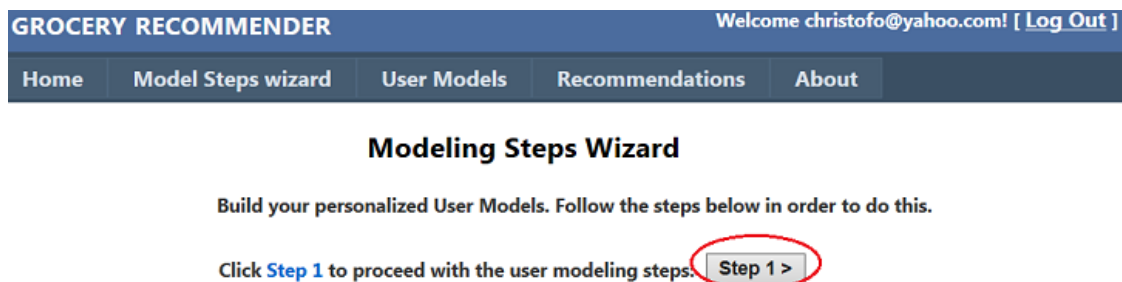 GROCERY RECOMMENDER Welcome christofo@yahoo.com! [ Log Out ]
Home Model Steps wizard User Models Recommendations About
Modeling Steps Wizard
Build your personalized User Models. Follow the steps below in order to do this.
Click Step 1 to proceed with the user modeling steps. Step 1 >